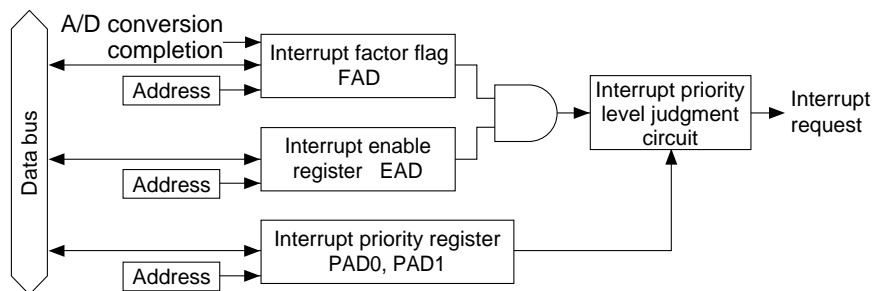 A/D conversion
completion
Interrupt factor flag
FAD
Address
Interrupt priority
level judgment
circuit
Interrupt
request
Data bus
Interrupt enable
register EAD
Address
Interrupt priority register
PAD0, PAD1
Address